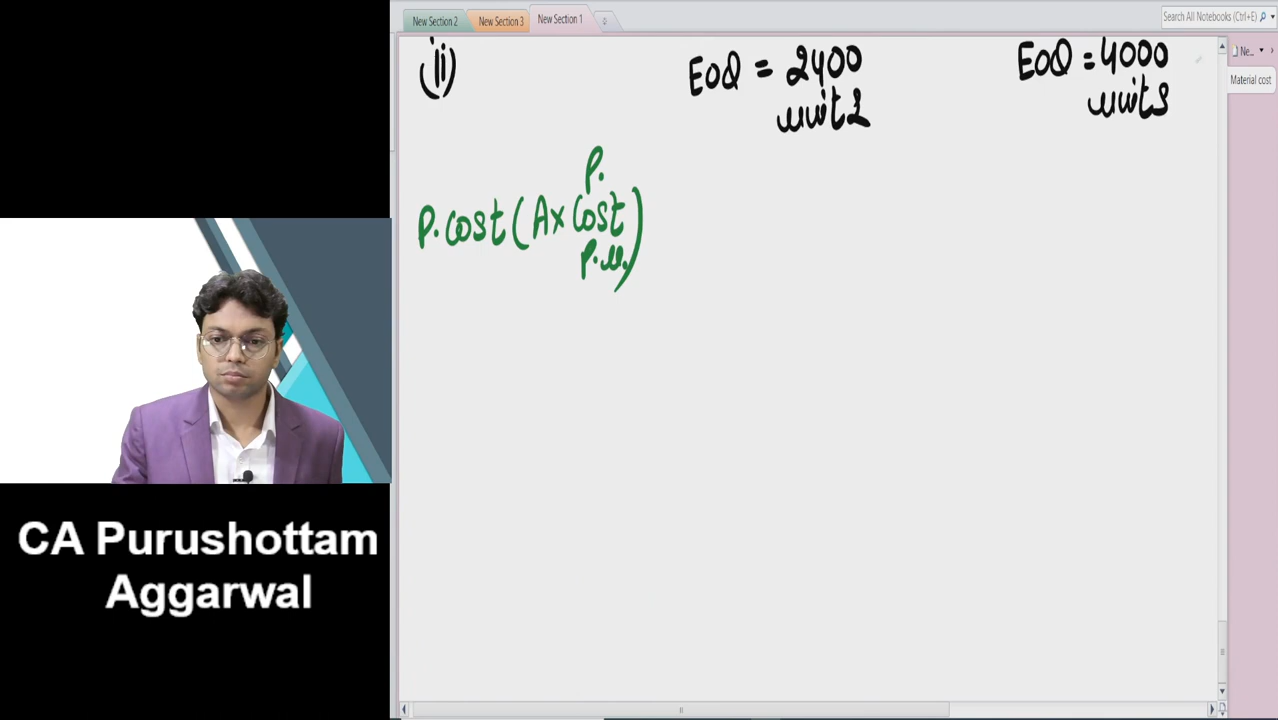 New Section 2
New Section 3
New Section 1
Search All Notebooks (Ctrl+E)
Ne...
Material cost
(ii)
EOQ = 2400
units
EOQ = 4000
units
P.
P. cost (A x Cost
P.u.)
CA Purushottam
Aggarwal